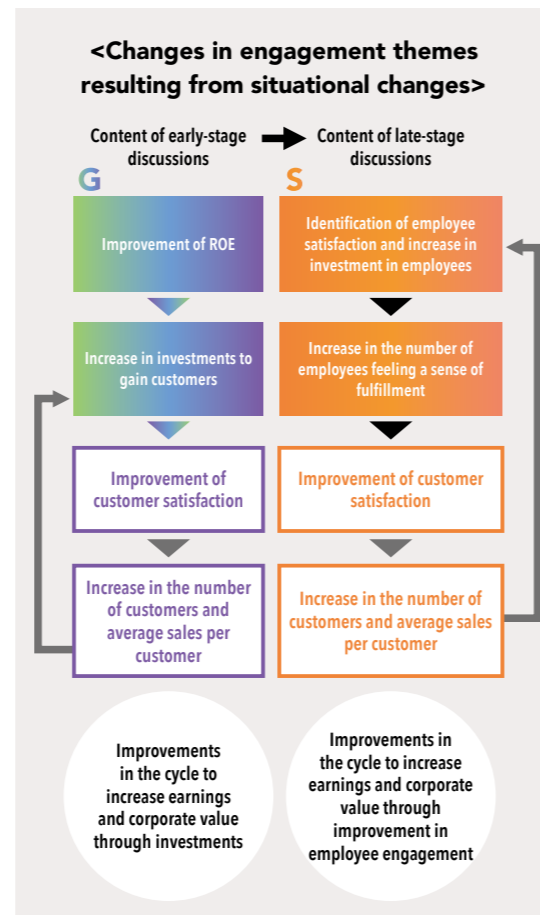 <Changes in engagement themes
resulting from situational changes>
Content of early-stage
discussions
Content of late-stage
discussions
G
Improvement of ROE
Increase in investments to
gain customers
Improvement of
customer satisfaction
Increase in the number
of customers and
average sales per
customer
Improvements
in the cycle to
increase earnings
and corporate value
through investments
S
Identification of employee
satisfaction and increase in
investment in employees
Increase in the number of
employees feeling a sense of
fulfillment
Improvement of customer
satisfaction
Increase in the number of
customers and average sales
per customer
Improvements in
the cycle to increase
earnings and corporate
value through
improvement in
employee engagement